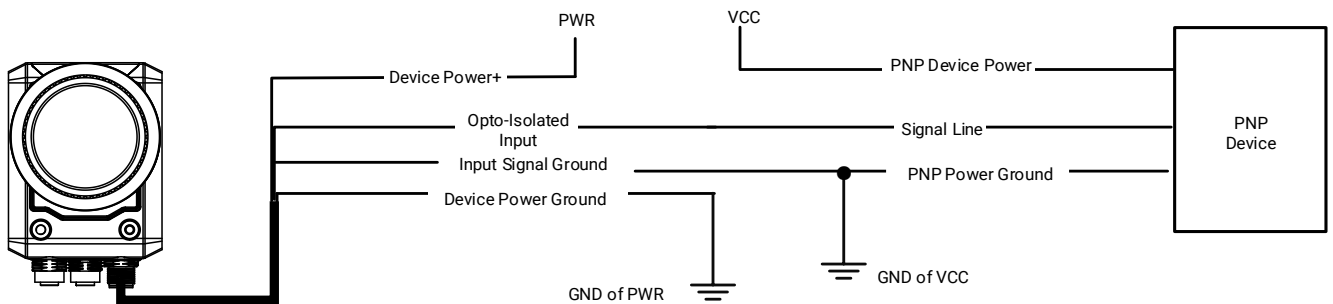 PWR
VCC
Device Power+
PNP Device Power
Opto-Isolated
Input
Signal Line
PNP
Device
Input Signal Ground
PNP Power Ground
Device Power Ground
GND of VCC
GND of PWR